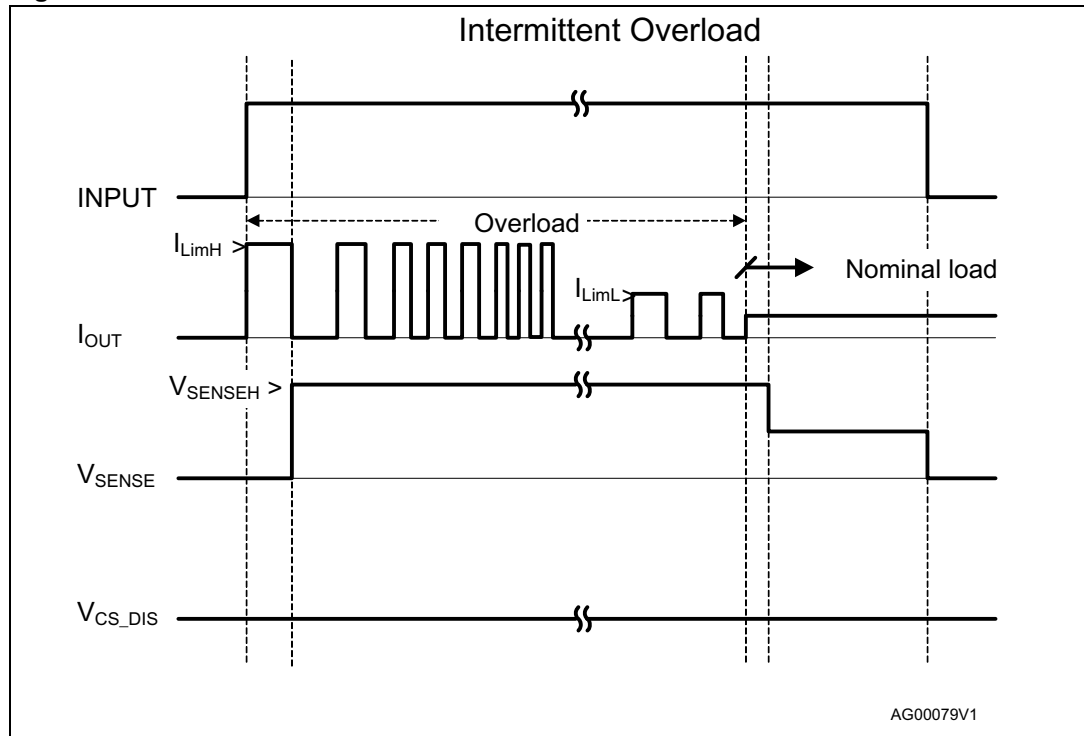 Intermittent Overload
INPUT
Overload
I_LimH >
I_LimL >
Nominal load
I_OUT
V_SENSEH >
V_SENSE
V_CS_DIS
AG00079V1